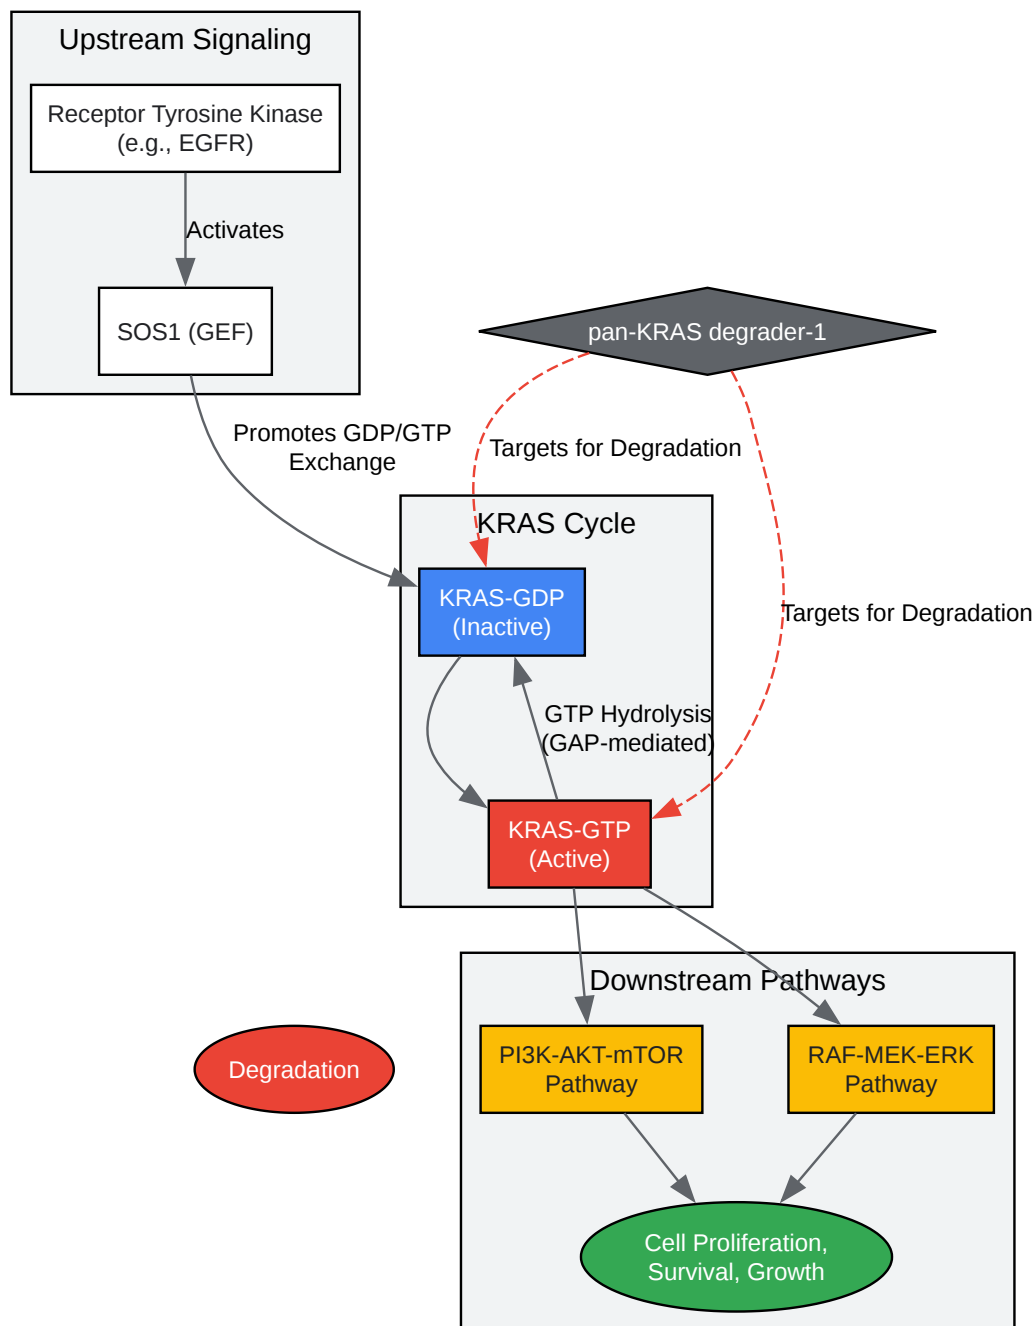 Upstream Signaling
Receptor Tyrosine Kinase
(e.g., EGFR)
Activates
SOS1 (GEF)
pan-KRAS degrader-1
Promotes GDP/GTP
Exchange
Targets for Degradation
KRAS Cycle
KRAS-GDP
(Inactive)
Targets for Degradation
GTP Hydrolysis
(GAP-mediated)
KRAS-GTP
(Active)
Downstream Pathways
Degradation
PI3K-AKT-mTOR
Pathway
RAF-MEK-ERK
Pathway
Cell Proliferation,
Survival, Growth